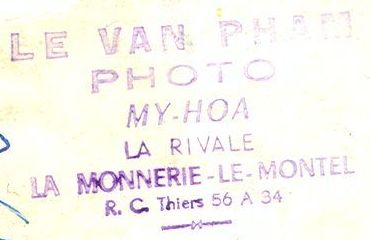 LE VAN PHAM
PHOTO
MY-HOA
LA RIVALE
LA MONNERIE-LE-MONTEL
R. C. Thiers 56 A 34